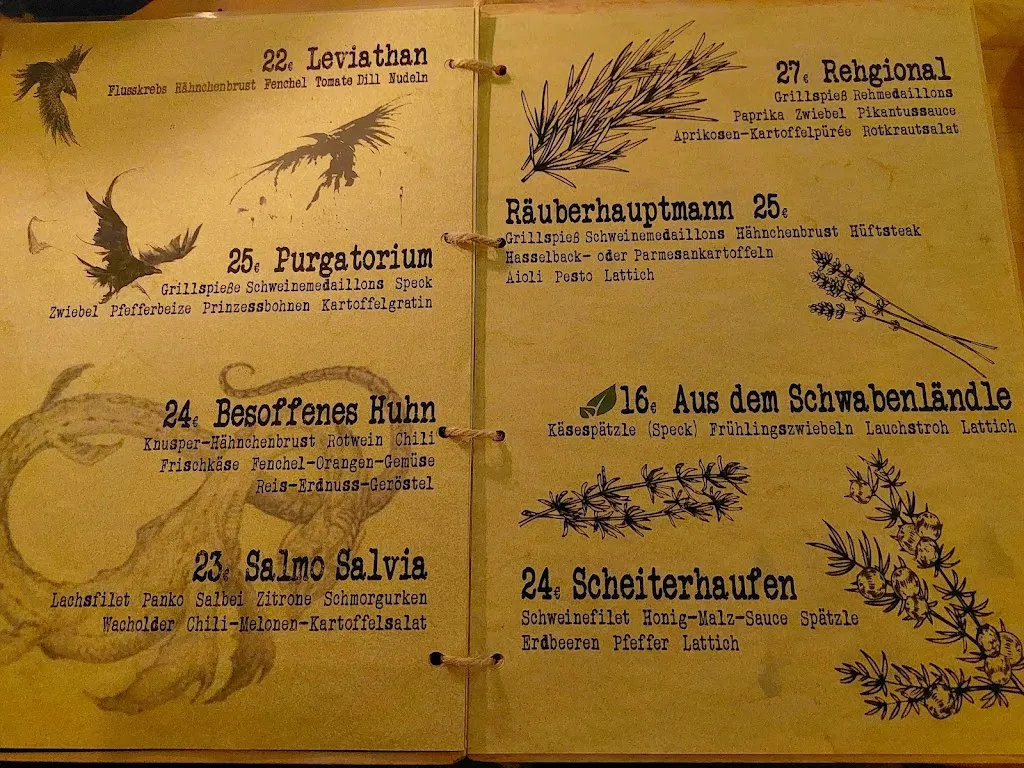 22€ Leviathan
Flusskrebs Hähnchenbrust Fenchel Tomate Dill Nudeln
25€ Purgatorium
Grillspieße Schweinemedaillons Speck
Zwiebel Pfefferbeize Prinzessbohnen Kartoffelgratin
24€ Besoffenes Huhn
Knusper-Hähnchenbrust Rotwein Chili
Frischkäse Fenchel-Orangen-Gemüse
Reis-Erdnuss-Geröstel
23€ Salmo Salvia
Lachsfilet Panko Salbei Zitrone Schmorgurken
Wacholder Chili-Melonen-Kartoffelsalat
27€ Rehgional
Grillspieß Rehmedaillons
Paprika Zwiebel Pikantussauce
Aprikosen-Kartoffelpürée Rotkrautsalat
Räuberhauptmann 25€
Grillspieß Schweinemedaillons Hähnchenbrust Hüftsteak
Hasselback- oder Parmesankartoffeln
Aioli Pesto Lattich
16€ Aus dem Schwabenländle
Käsespätzle (Speck) Frühlingszwiebeln Lauchstroh Lattich
24€ Scheiterhaufen
Schweinefilet Honig-Malz-Sauce Spätzle
Erdbeeren Pfeffer Lattich